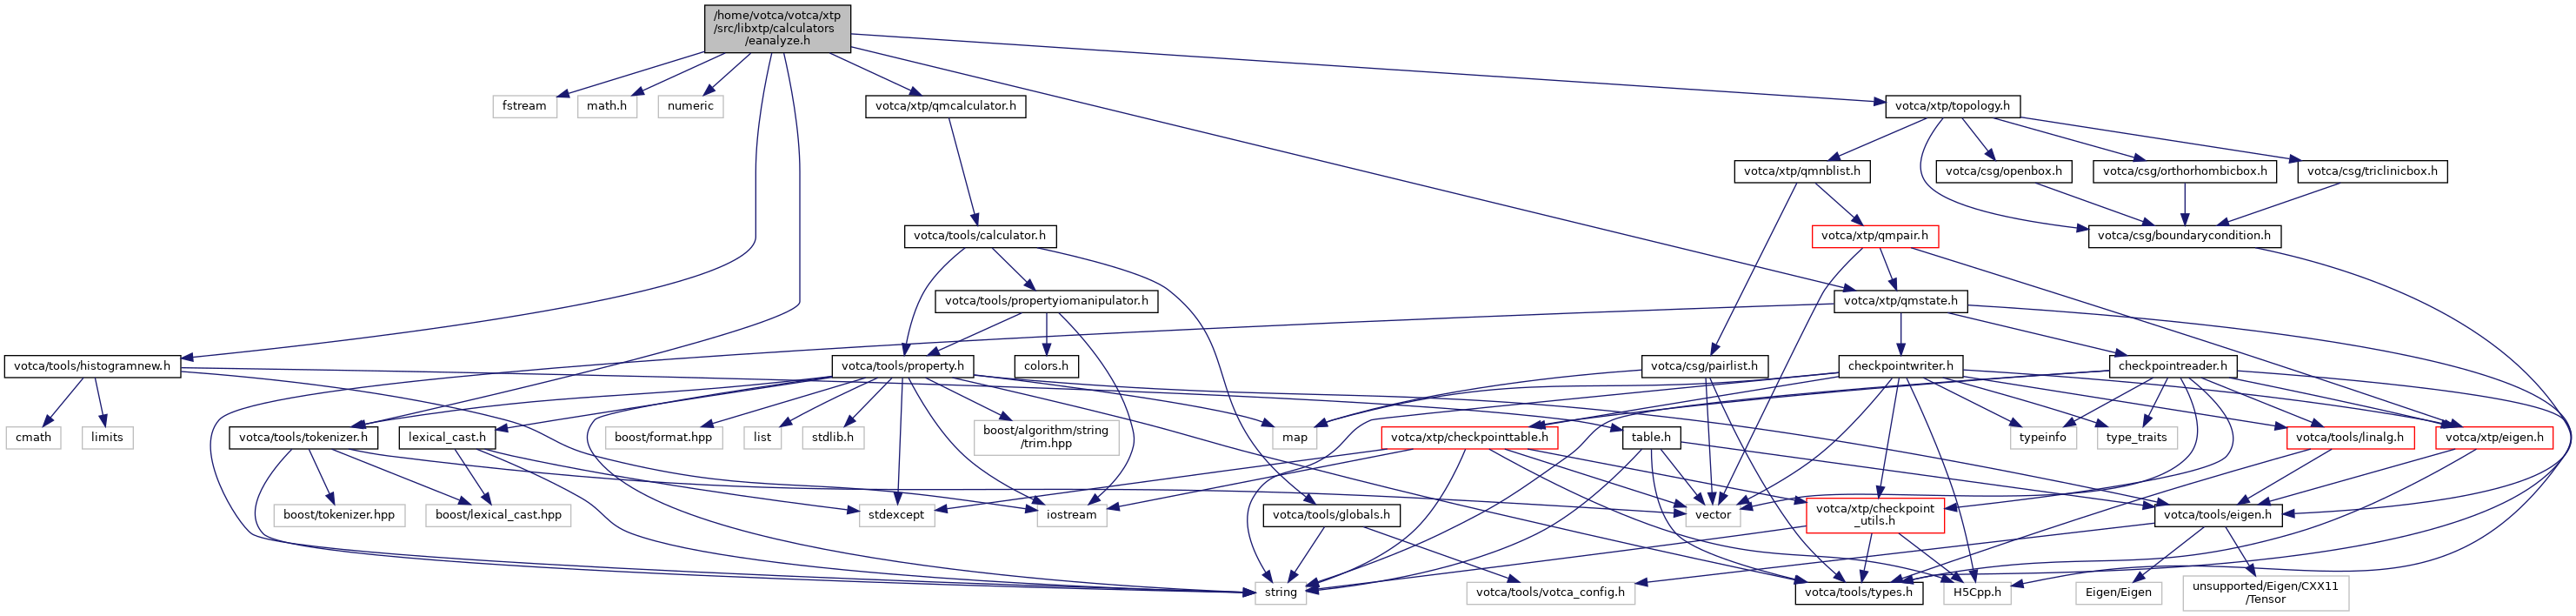 /home/votca/votca/xtp
/src/libxtp/calculators
/eanalyze.h
fstream
math.h
numeric
votca/xtp/qmcalculator.h
votca/xtp/topology.h
votca/xtp/qmnblist.h
votca/csg/openbox.h
votca/csg/orthorhombicbox.h
votca/csg/triclinicbox.h
votca/tools/calculator.h
votca/xtp/qmpair.h
votca/csg/boundarycondition.h
votca/tools/propertyiomanipulator.h
votca/xtp/qmstate.h
votca/tools/histogramnew.h
votca/tools/property.h
colors.h
votca/csg/pairlist.h
checkpointwriter.h
checkpointreader.h
cmath
limits
votca/tools/tokenizer.h
lexical_cast.h
boost/format.hpp
list
stdlib.h
boost/algorithm/string
/trim.hpp
map
votca/xtp/checkpointtable.h
table.h
typeinfo
type_traits
votca/tools/linalg.h
votca/xtp/eigen.h
boost/tokenizer.hpp
boost/lexical_cast.hpp
stdexcept
iostream
votca/tools/globals.h
vector
votca/xtp/checkpoint
_utils.h
votca/tools/eigen.h
string
votca/tools/votca_config.h
votca/tools/types.h
H5Cpp.h
Eigen/Eigen
unsupported/Eigen/CXX11
/Tensor